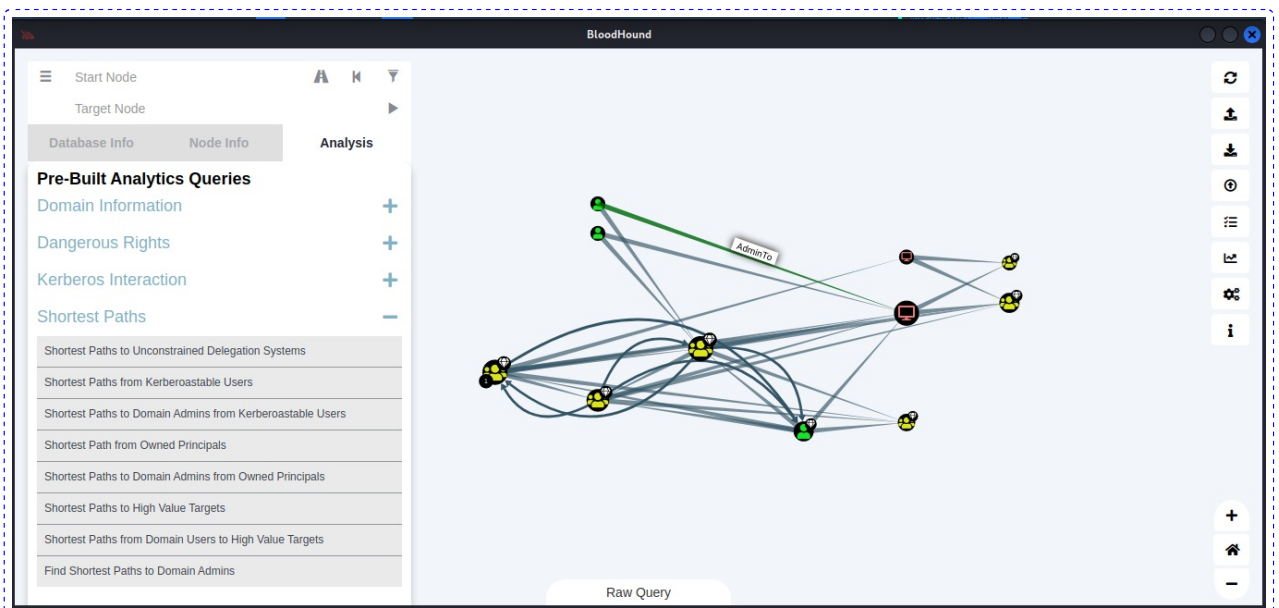 BloodHound
Start Node
Target Node
Database Info Node Info Analysis
Pre-Built Analytics Queries
Domain Information
Dangerous Rights
Kerberos Interaction
Shortest Paths
Shortest Paths to Unconstrained Delegation Systems
Shortest Paths from Kerberoastable Users
Shortest Paths to Domain Admins from Kerberoastable Users
Shortest Path from Owned Principals
Shortest Paths to Domain Admins from Owned Principals
Shortest Paths to High Value Targets
Shortest Paths from Domain Users to High Value Targets
Find Shortest Paths to Domain Admins
AdminTo
1
Raw Query